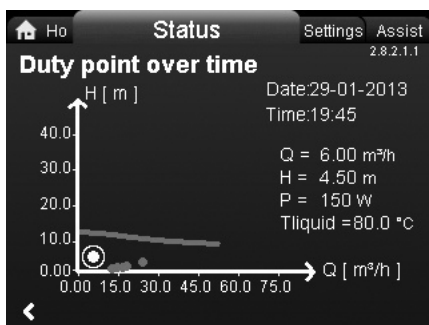 Ho Status Settings Assist
2.8.2.1.1
Duty point over time
H [ m ]
Date:29-01-2013
Time:19:45
40.0
30.0
20.0
10.0
0.00
Q = 6.00 m³/h
H = 4.50 m
P = 150 W
Tliquid =80.0 °C
0.00 15.0 30.0 45.0 60.0 75.0
Q [ m³/h ]